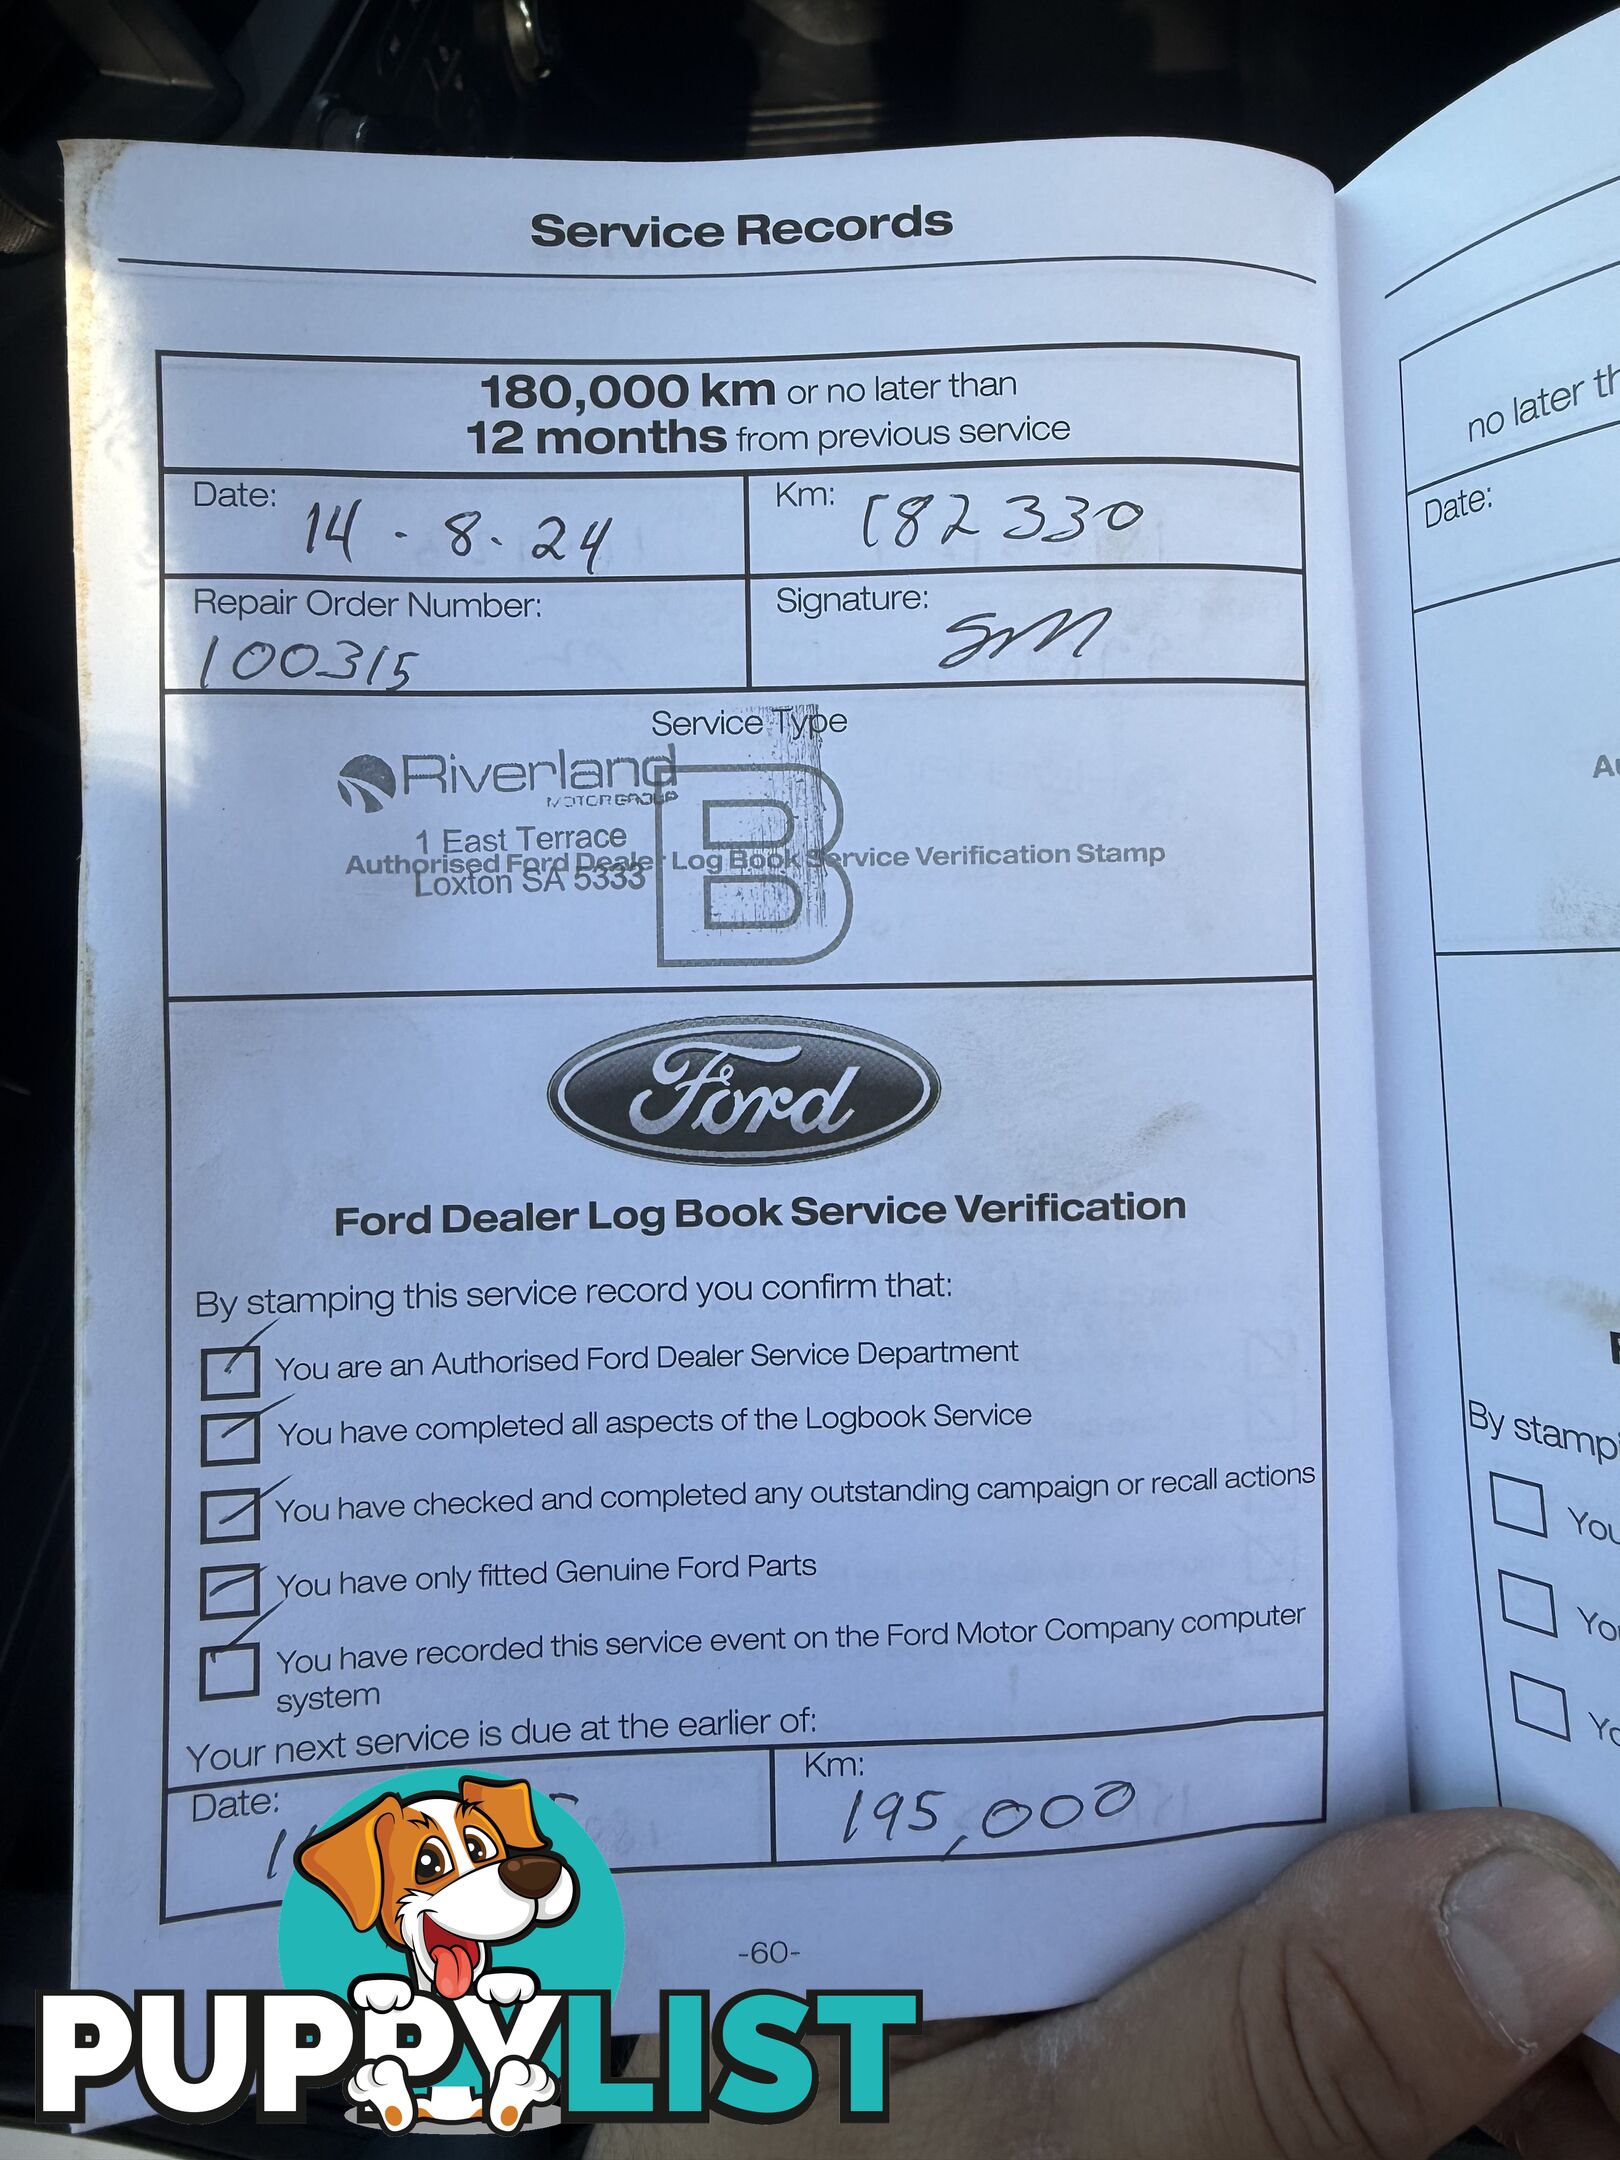 Service Records
180,000 km or no later than
12 months from previous service
Date: 14 . 8. 24
Km: 182 330
Repair Order Number:
100315
Signature:
Service Type
Riverland
MOTOR GROUP
B
1 East Terrace
Authorised Ford Dealer Log Book Service Verification Stamp
Loxton SA 5333
Ford
Ford Dealer Log Book Service Verification
By stamping this service record you confirm that:
You are an Authorised Ford Dealer Service Department
You have completed all aspects of the Logbook Service
You have checked and completed any outstanding campaign or recall actions
You have only fitted Genuine Ford Parts
You have recorded this service event on the Ford Motor Company computer
system
Your next service is due at the earlier of:
Date:
Km: 195,000
-60-
PUPPYLIST
no later
Date:
By
You